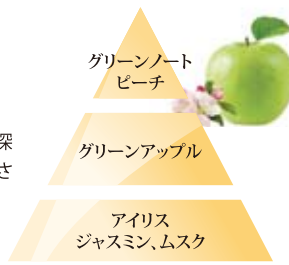 グリーンノート
ピーチ
深
さ
グリーンアップル
アイリス
ジャスミン、ムスク